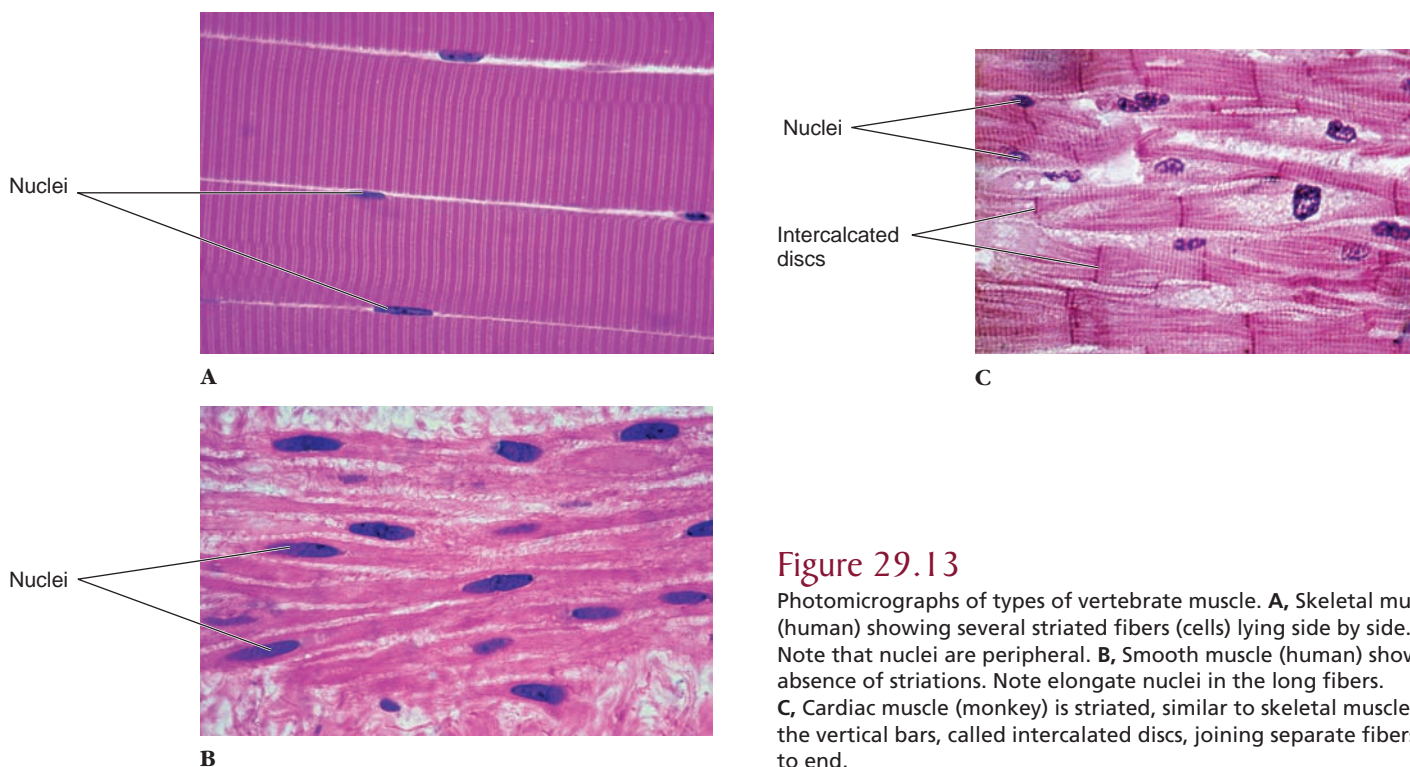 Nuclei
A
Nuclei
B
Nuclei
Intercalcated
discs
C
Figure 29.13
Photomicrographs of types of vertebrate muscle. A, Skeletal mu
(human) showing several striated fibers (cells) lying side by side.
Note that nuclei are peripheral. B, Smooth muscle (human) show
absence of striations. Note elongate nuclei in the long fibers.
C, Cardiac muscle (monkey) is striated, similar to skeletal muscle
the vertical bars, called intercalated discs, joining separate fibers
to end.